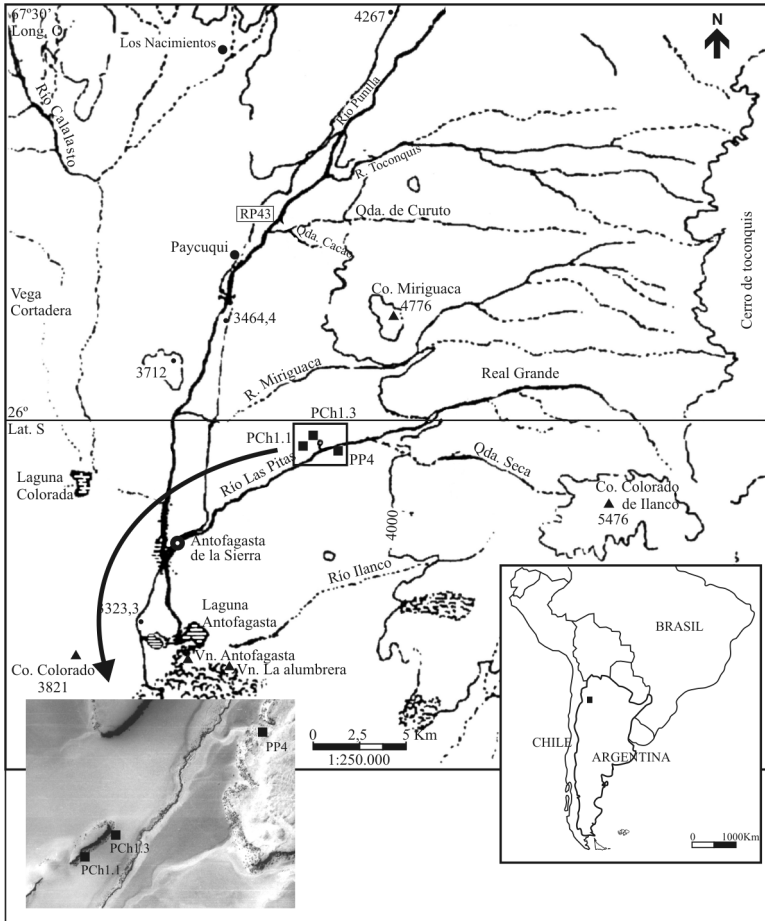 67º30’
Long. O
4267
N
Los Nacimientos
Río Calalasto
Río Punilla
R. Toconquis
RP43
Qda. de Curuto
Qda. Cacao
Paycuqui
Cerro de toconquis
Vega
Cortadera
Co. Miriguaca
4776
3464,4
3712
R. Miriguaca
Real Grande
26º
Lat. S
PCh1.3
PCh1.1
PP4
Río Las Pitas
Qda. Seca
Laguna
Colorada
Co. Colorado
de Ilanco
5476
4000
Antofagasta
de la Sierra
Río Ilanco
3323,3
Laguna
Antofagasta
Vn. Antofagasta
Vn. La alumbrera
Co. Colorado
3821
BRASIL
CHILE
ARGENTINA
0 1000Km
0 2,5 5 Km
1:250.000
PP4
PCh1.3
PCh1.1